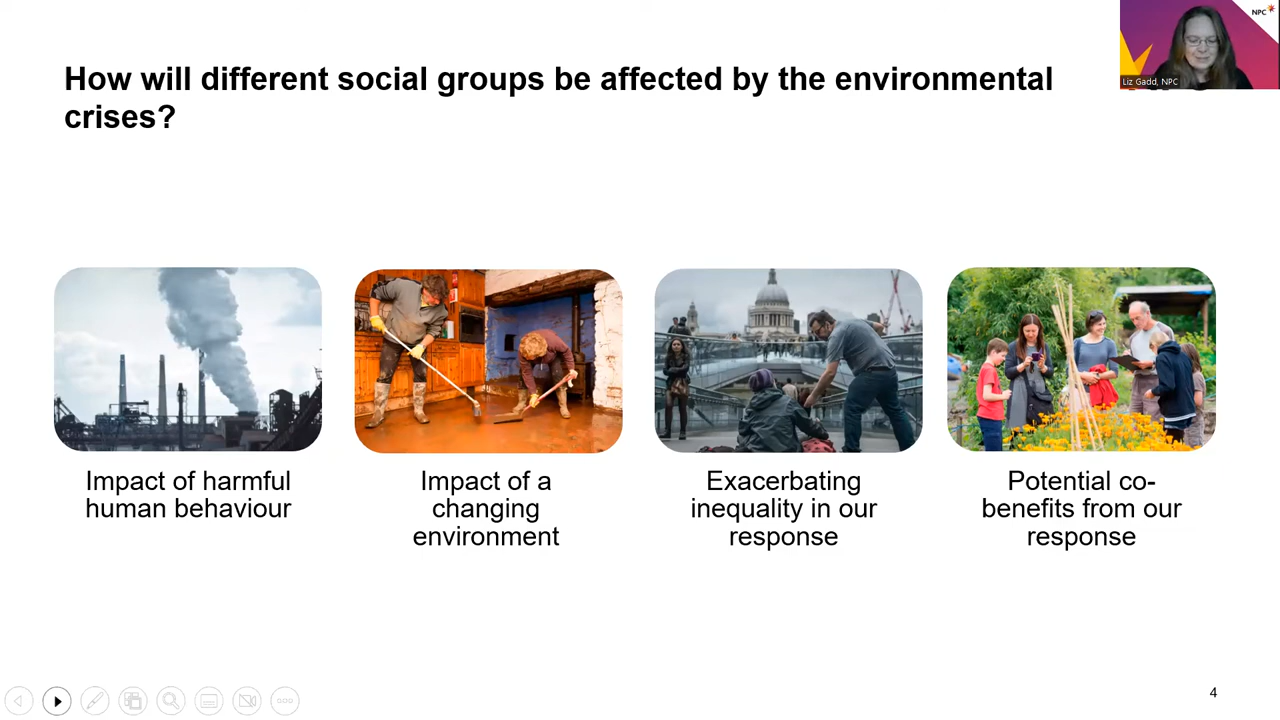 NPC
Liz Gadd, NPC
How will different social groups be affected by the environmental
crises?
Impact of harmful
human behaviour
Impact of a
changing
environment
Exacerbating
inequality in our
response
Potential co-
benefits from our
response
4